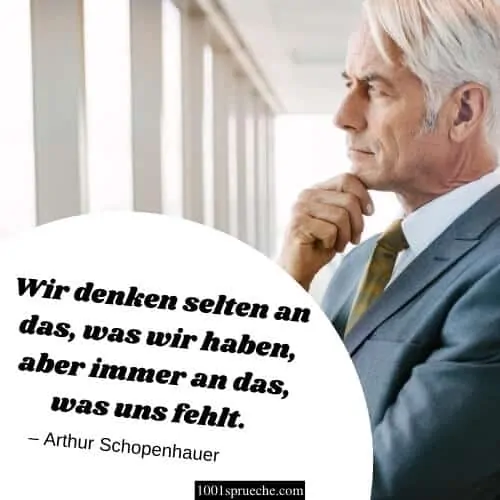 Wir denken selten an
das, was wir haben,
aber immer an das,
was uns fehlt.
– Arthur Schopenhauer
1001sprueche.com